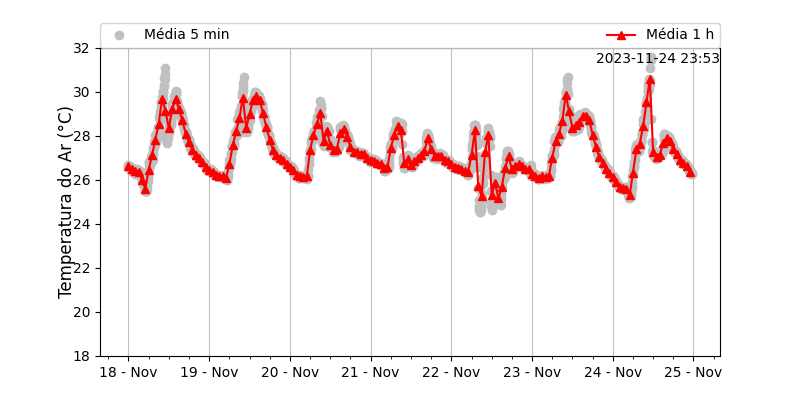 Média 5 min
Média 1 h
2023-11-24 23:53
Temperatura do Ar (°C)
32
30
28
26
24
22
20
18
18 - Nov
19 - Nov
20 - Nov
21 - Nov
22 - Nov
23 - Nov
24 - Nov
25 - Nov